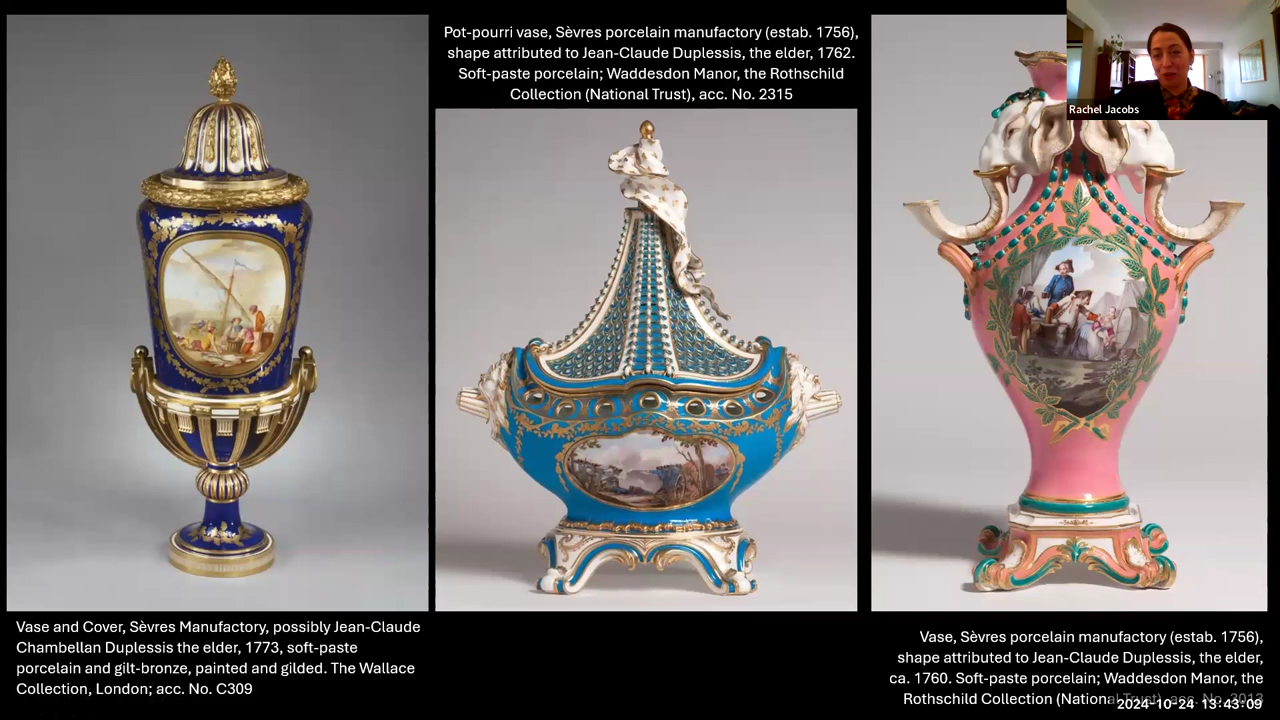 Pot-pourri vase, Sèvres porcelain manufactory (estab. 1756),
shape attributed to Jean-Claude Duplessis, the elder, 1762.
Soft-paste porcelain; Waddesdon Manor, the Rothschild
Collection (National Trust), acc. No. 2315
Rachel Jacobs
Vase and Cover, Sèvres Manufactory, possibly Jean-Claude
Chambellan Duplessis the elder, 1773, soft-paste
porcelain and gilt-bronze, painted and gilded. The Wallace
Collection, London; acc. No. C309
Vase, Sèvres porcelain manufactory (estab. 1756),
shape attributed to Jean-Claude Duplessis, the elder,
ca. 1760. Soft-paste porcelain; Waddesdon Manor, the
Rothschild Collection (National Trust), acc. No.
2024-10-24 13:43:09